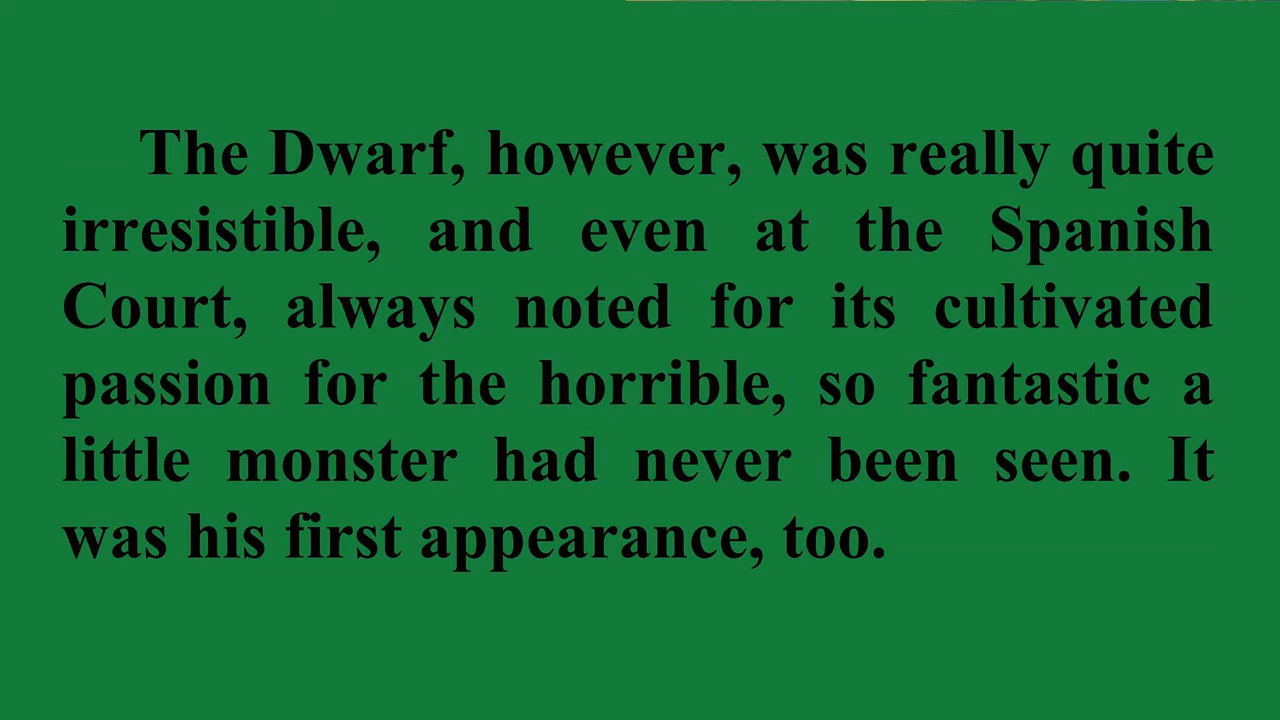 The Dwarf, however, was really quite
irresistible, and even at the Spanish
Court, always noted for its cultivated
passion for the horrible, so fantastic a
little monster had never been seen. It
was his first appearance, too.